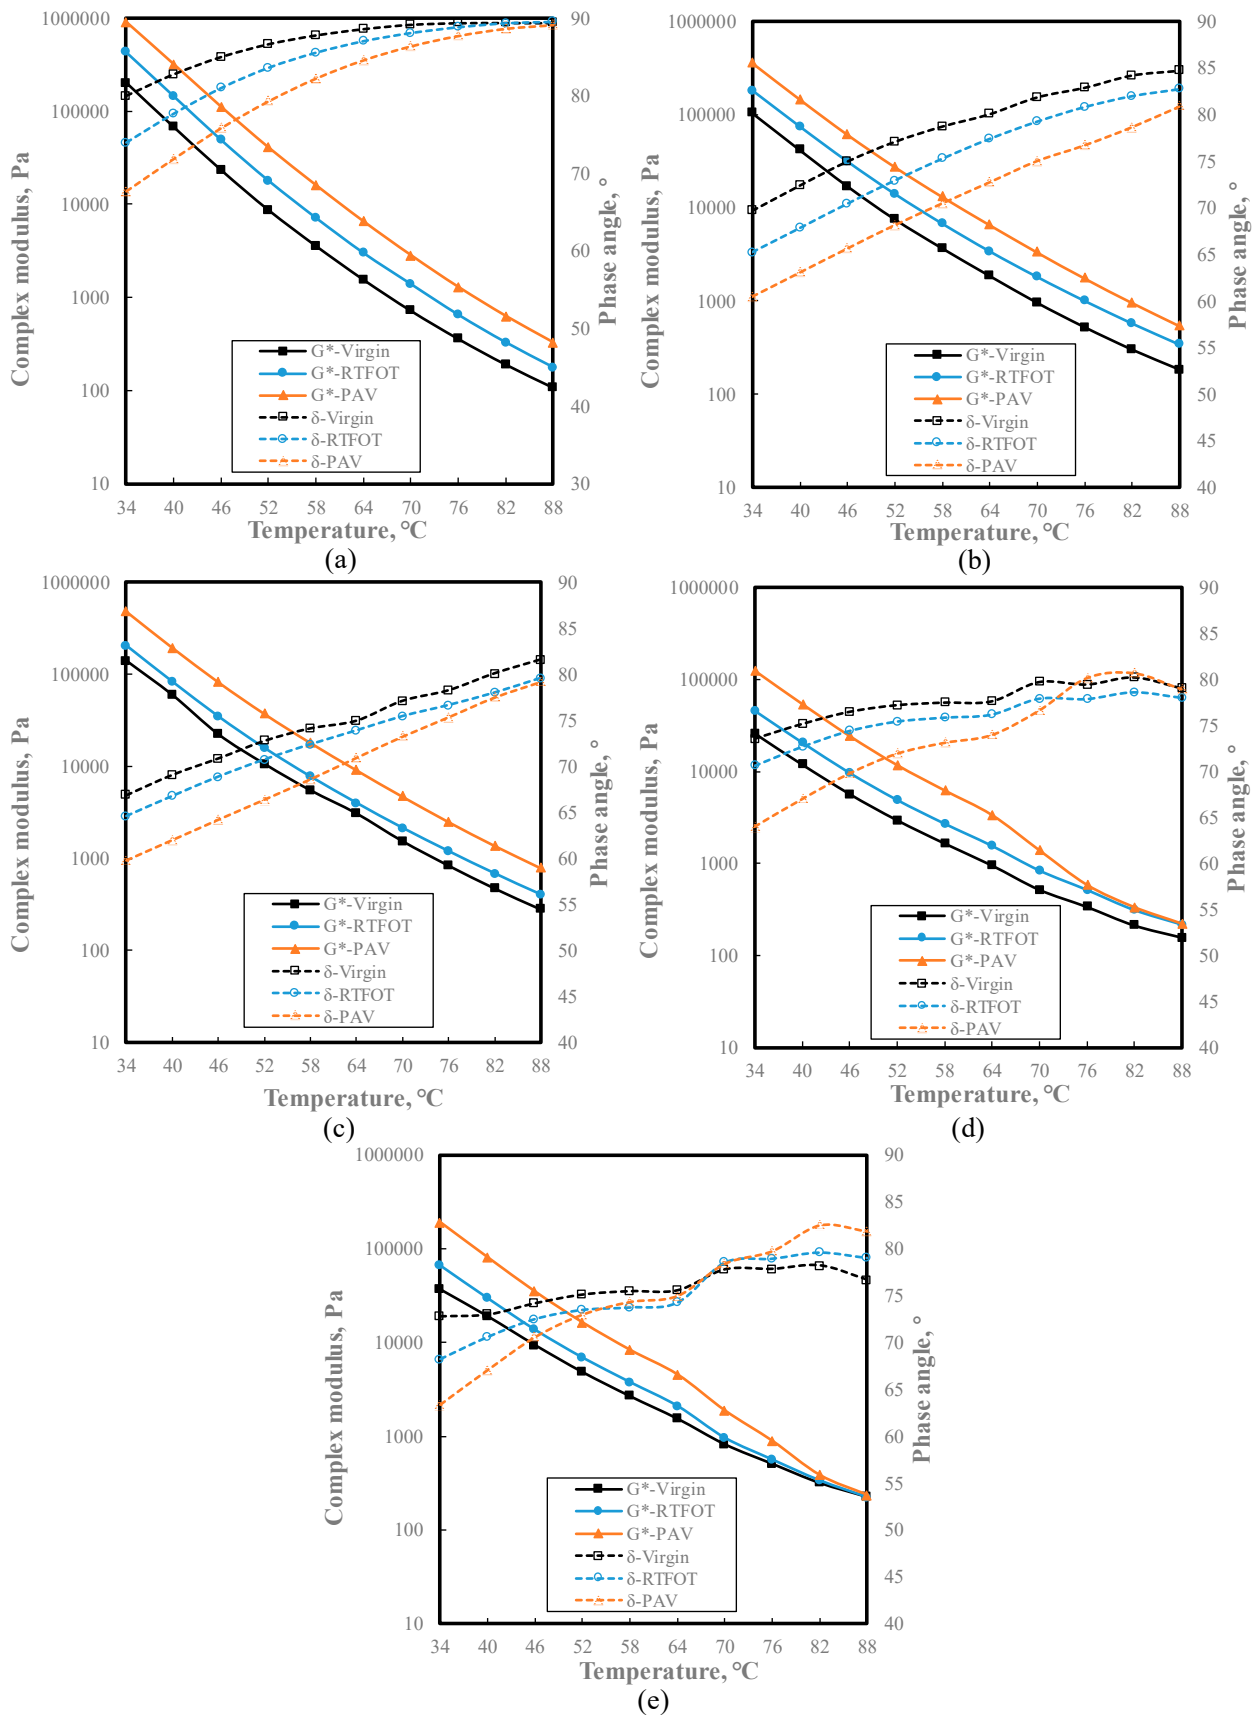 1000000
100000
10000
1000
100
10
90
80
70
60
50
40
30
Complex modulus, Pa
Phase angle, °
G*-Virgin
G*-RTFOT
G*-PAV
δ-Virgin
δ-RTFOT
δ-PAV
34 40 46 52 58 64 70 76 82 88
Temperature, °C
(a)
1000000
100000
10000
1000
100
10
90
85
80
75
70
65
60
55
50
45
40
Complex modulus, Pa
Phase angle, °
G*-Virgin
G*-RTFOT
G*-PAV
δ-Virgin
δ-RTFOT
δ-PAV
34 40 46 52 58 64 70 76 82 88
Temperature, °C
(b)
1000000
100000
10000
1000
100
10
90
85
80
75
70
65
60
55
50
45
40
Complex modulus, Pa
Phase angle, °
G*-Virgin
G*-RTFOT
G*-PAV
δ-Virgin
δ-RTFOT
δ-PAV
34 40 46 52 58 64 70 76 82 88
Temperature, °C
(c)
1000000
100000
10000
1000
100
10
90
85
80
75
70
65
60
55
50
45
40
Complex modulus, Pa
Phase angle, °
G*-Virgin
G*-RTFOT
G*-PAV
δ-Virgin
δ-RTFOT
δ-PAV
34 40 46 52 58 64 70 76 82 88
Temperature, °C
(d)
1000000
100000
10000
1000
100
10
90
85
80
75
70
65
60
55
50
45
40
Complex modulus, Pa
Phase angle, °
G*-Virgin
G*-RTFOT
G*-PAV
δ-Virgin
δ-RTFOT
δ-PAV
34 40 46 52 58 64 70 76 82 88
Temperature, °C
(e)